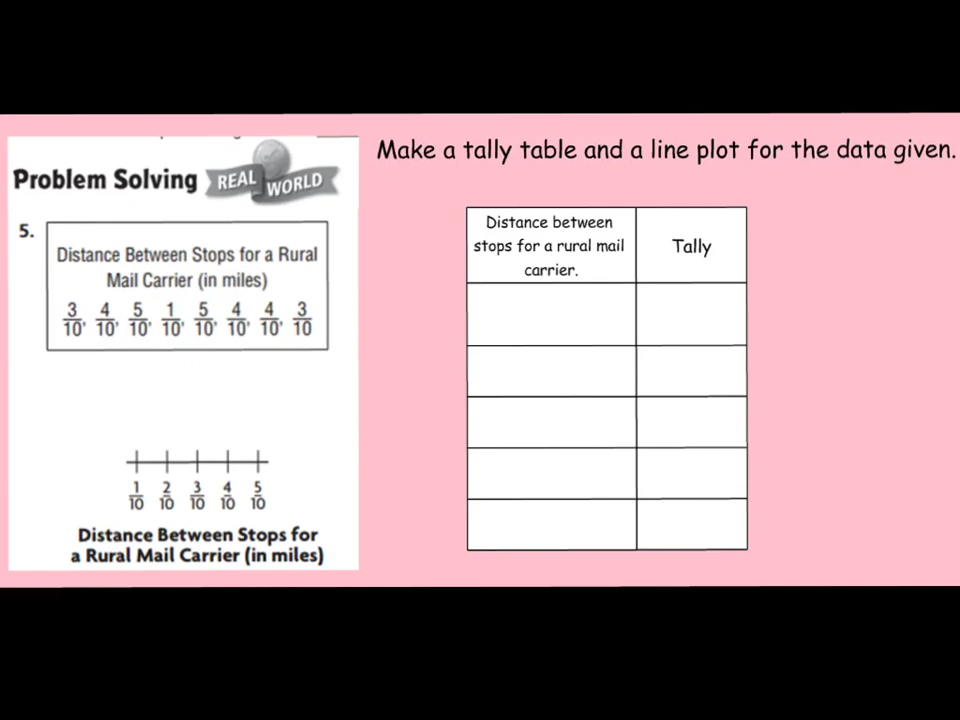 Make a tally table and a line plot for the data given.
Problem Solving REAL WORLD
5.
Distance Between Stops for a Rural
Mail Carrier (in miles)
3/10, 4/10, 5/10, 1/10, 5/10, 4/10, 4/10, 3/10
1/10 2/10 3/10 4/10 5/10
Distance Between Stops for
a Rural Mail Carrier (in miles)
Distance between
stops for a rural mail
carrier.
Tally